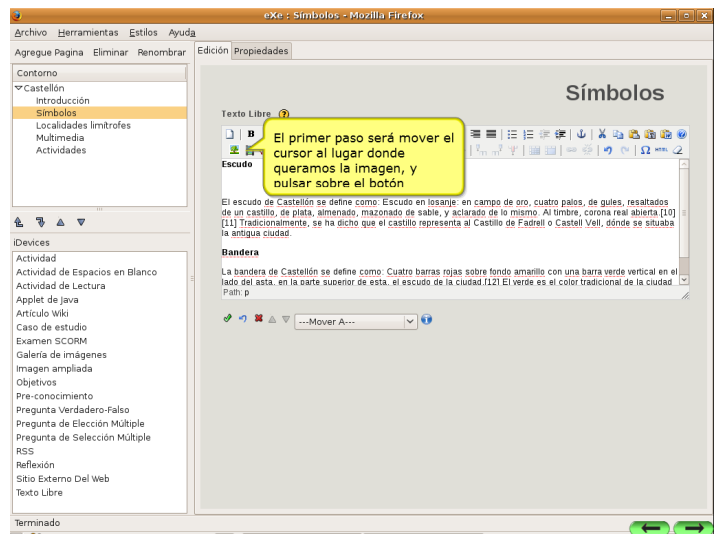 eXe : Símbolos - Mozilla Firefox
Archivo Herramientas Estilos Ayuda
Agregue Pagina Eliminar Renombrar
Edición Propiedades
Contorno
Castellón
Introducción
Símbolos
Localidades limítrofes
Multimedia
Actividades
iDevices
Actividad
Actividad de Espacios en Blanco
Actividad de Lectura
Applet de Java
Artículo Wiki
Caso de estudio
Examen SCORM
Galería de imágenes
Imagen ampliada
Objetivos
Pre-conocimiento
Pregunta Verdadero-Falso
Pregunta de Elección Múltiple
Pregunta de Selección Múltiple
RSS
Reflexión
Sitio Externo Del Web
Texto Libre
Símbolos
Texto Libre
B
HTML
El primer paso será mover el
cursor al lugar donde
queramos la imagen, y
pulsar sobre el botón
Escudo
El escudo de Castellón se define como: Escudo en losanje: en campo de oro, cuatro palos, de gules, resaltados
de un castillo, de plata, almenado, mazonado de sable, y aclarado de lo mismo. Al timbre, corona real abierta.[10]
[11] Tradicionalmente, se ha dicho que el castillo representa al Castillo de Fadrell o Castell Vell, dónde se situaba
la antigua ciudad.
Bandera
La bandera de Castellón se define como: Cuatro barras rojas sobre fondo amarillo con una barra verde vertical en el
lado del asta, en la parte superior de esta, el escudo de la ciudad.[12] El verde es el color tradicional de la ciudad
Path: p
---Mover A---
Terminado